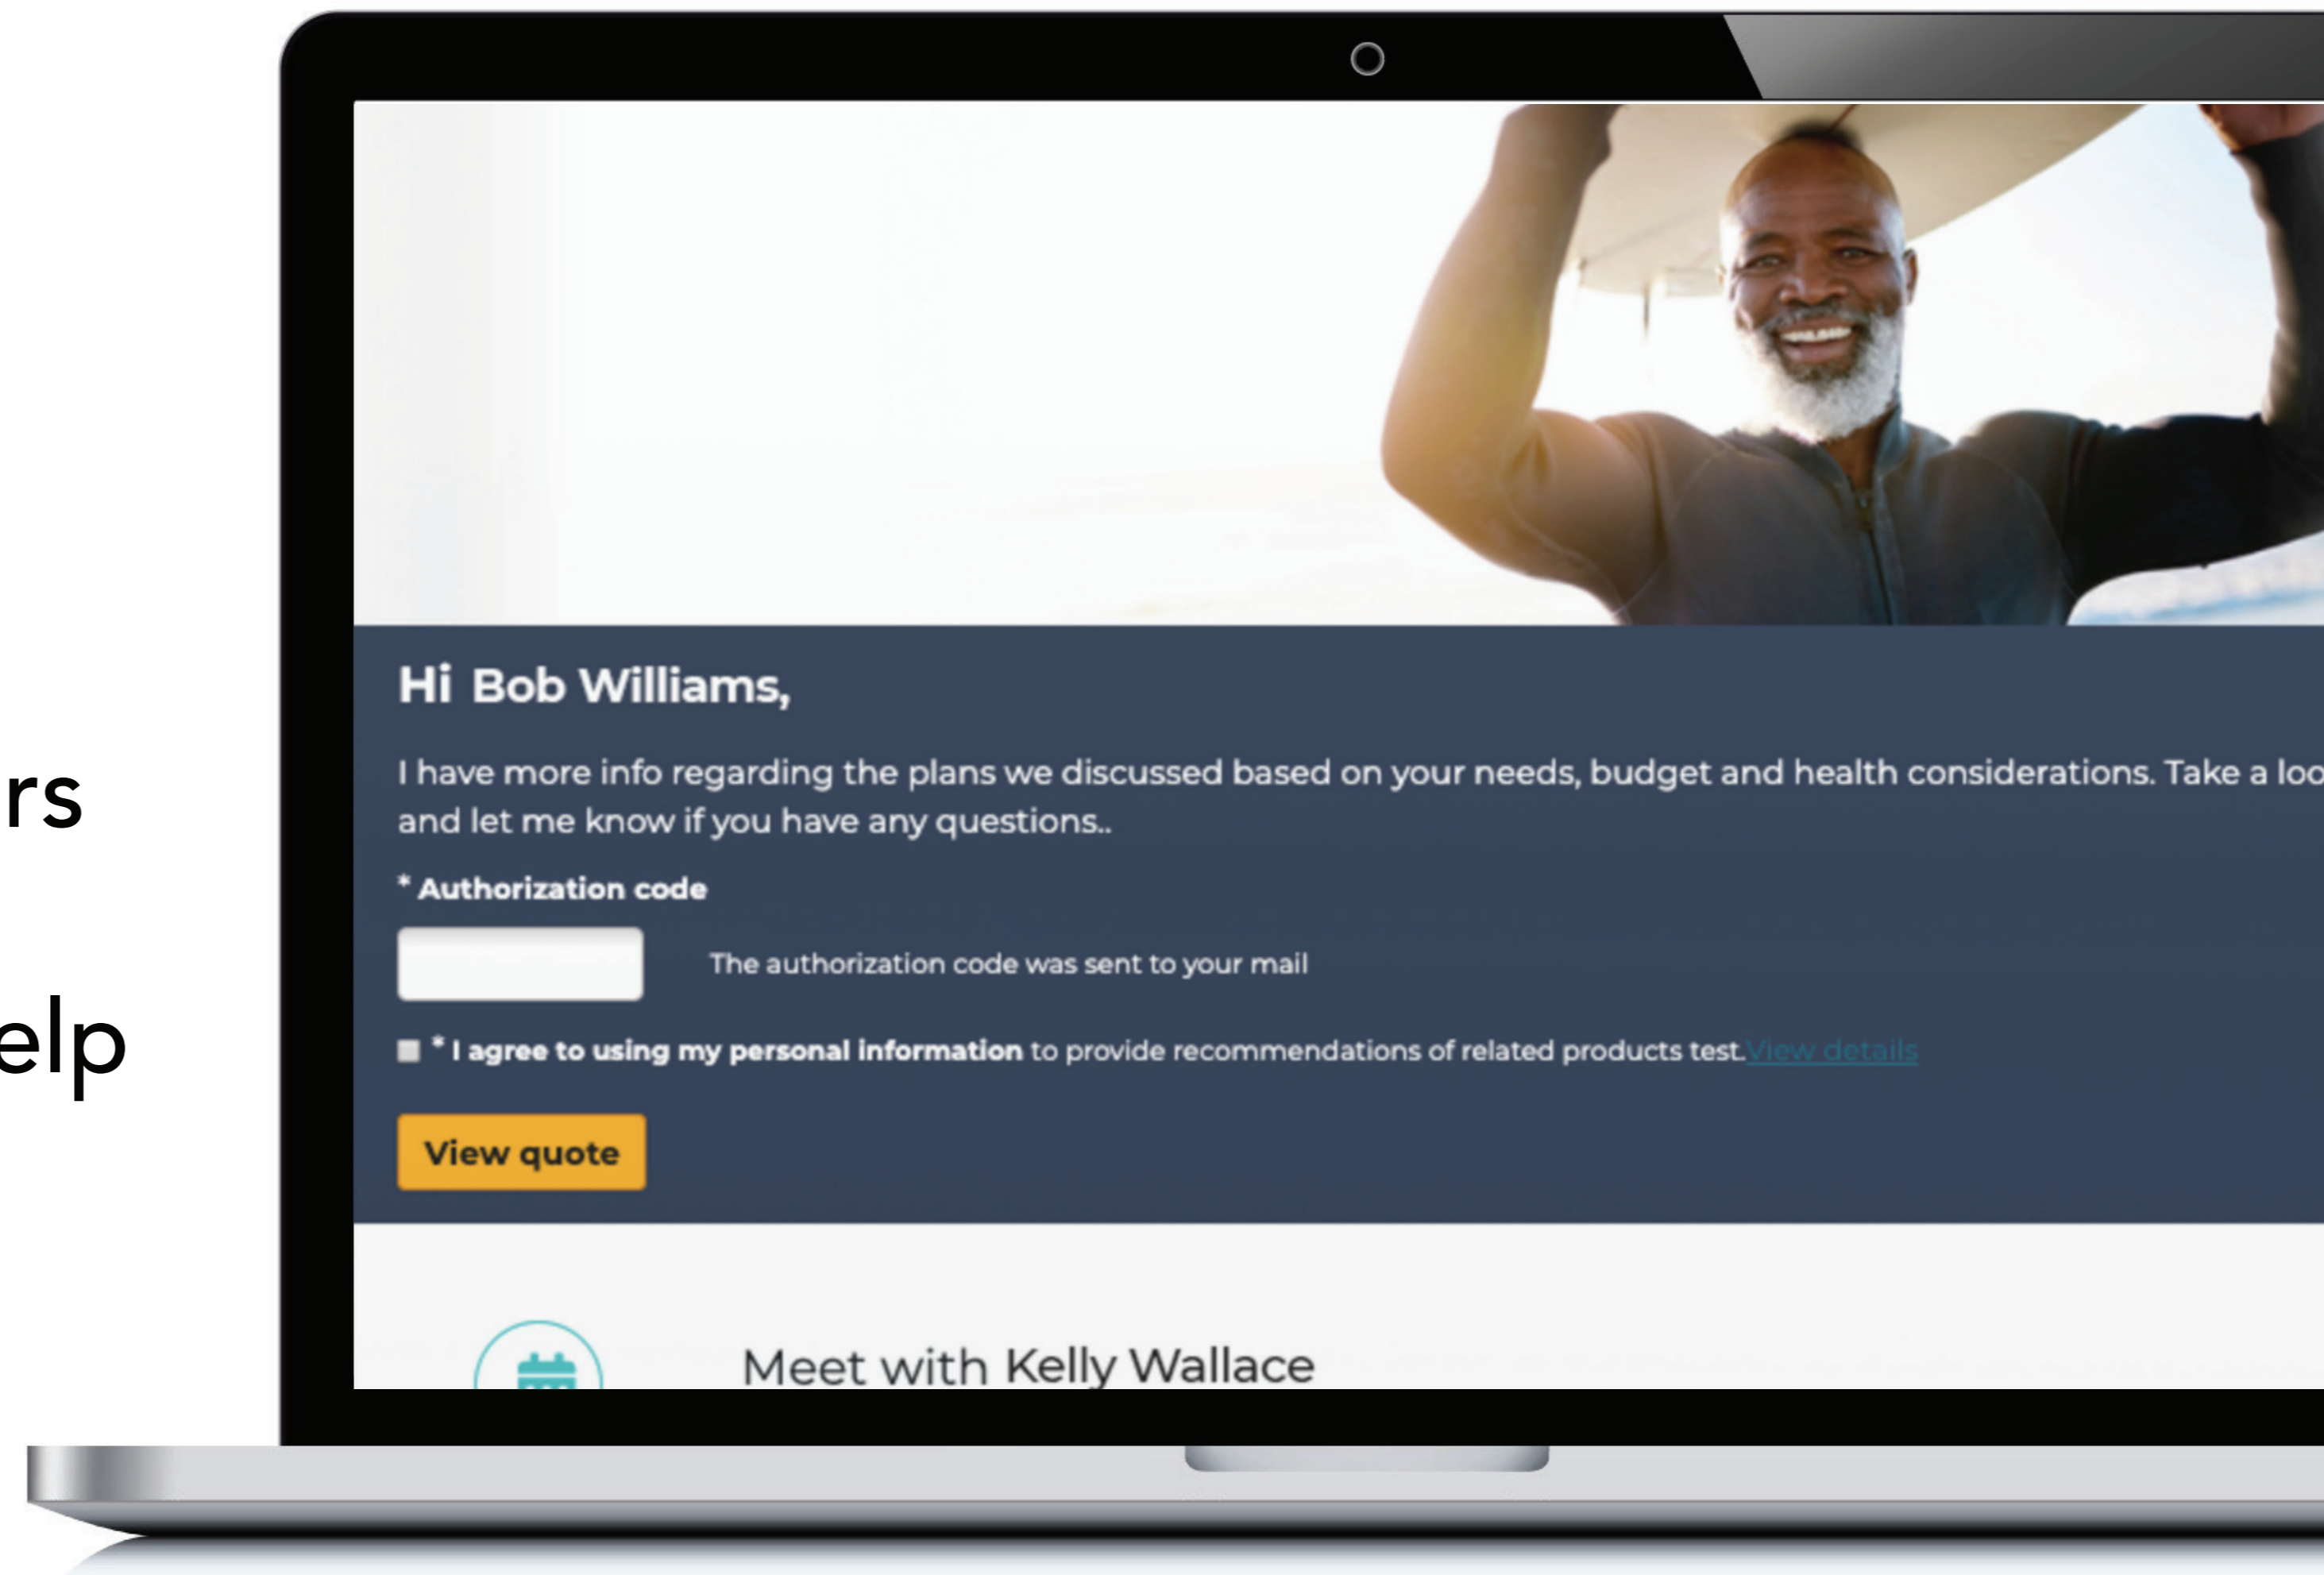 rs
elp
Hi Bob Williams,
I have more info regarding the plans we discussed based on your needs, budget and health considerations. Take a loo
and let me know if you have any questions..
* Authorization code
The authorization code was sent to your mail
* I agree to using my personal information to provide recommendations of related products test.View details
View quote
Meet with Kelly Wallace